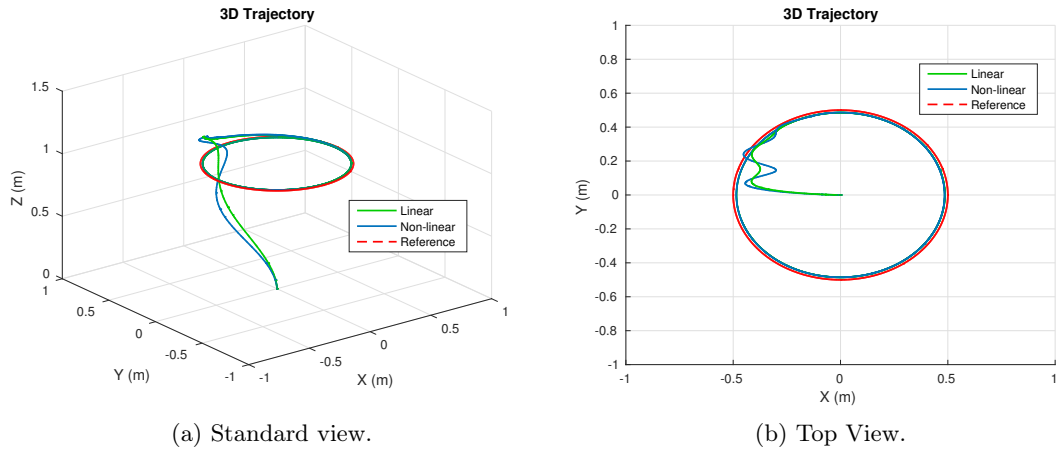 3D Trajectory
1.5
1
0.5
0
Z (m)
1
0.5
0
-0.5
-1
Y (m)
-1
-0.5
0
0.5
1
X (m)
Linear
Non-linear
Reference
(a) Standard view.
3D Trajectory
1
0.8
0.6
0.4
0.2
0
-0.2
-0.4
-0.6
-0.8
-1
Y (m)
-1
-0.5
0
0.5
1
X (m)
Linear
Non-linear
Reference
(b) Top View.